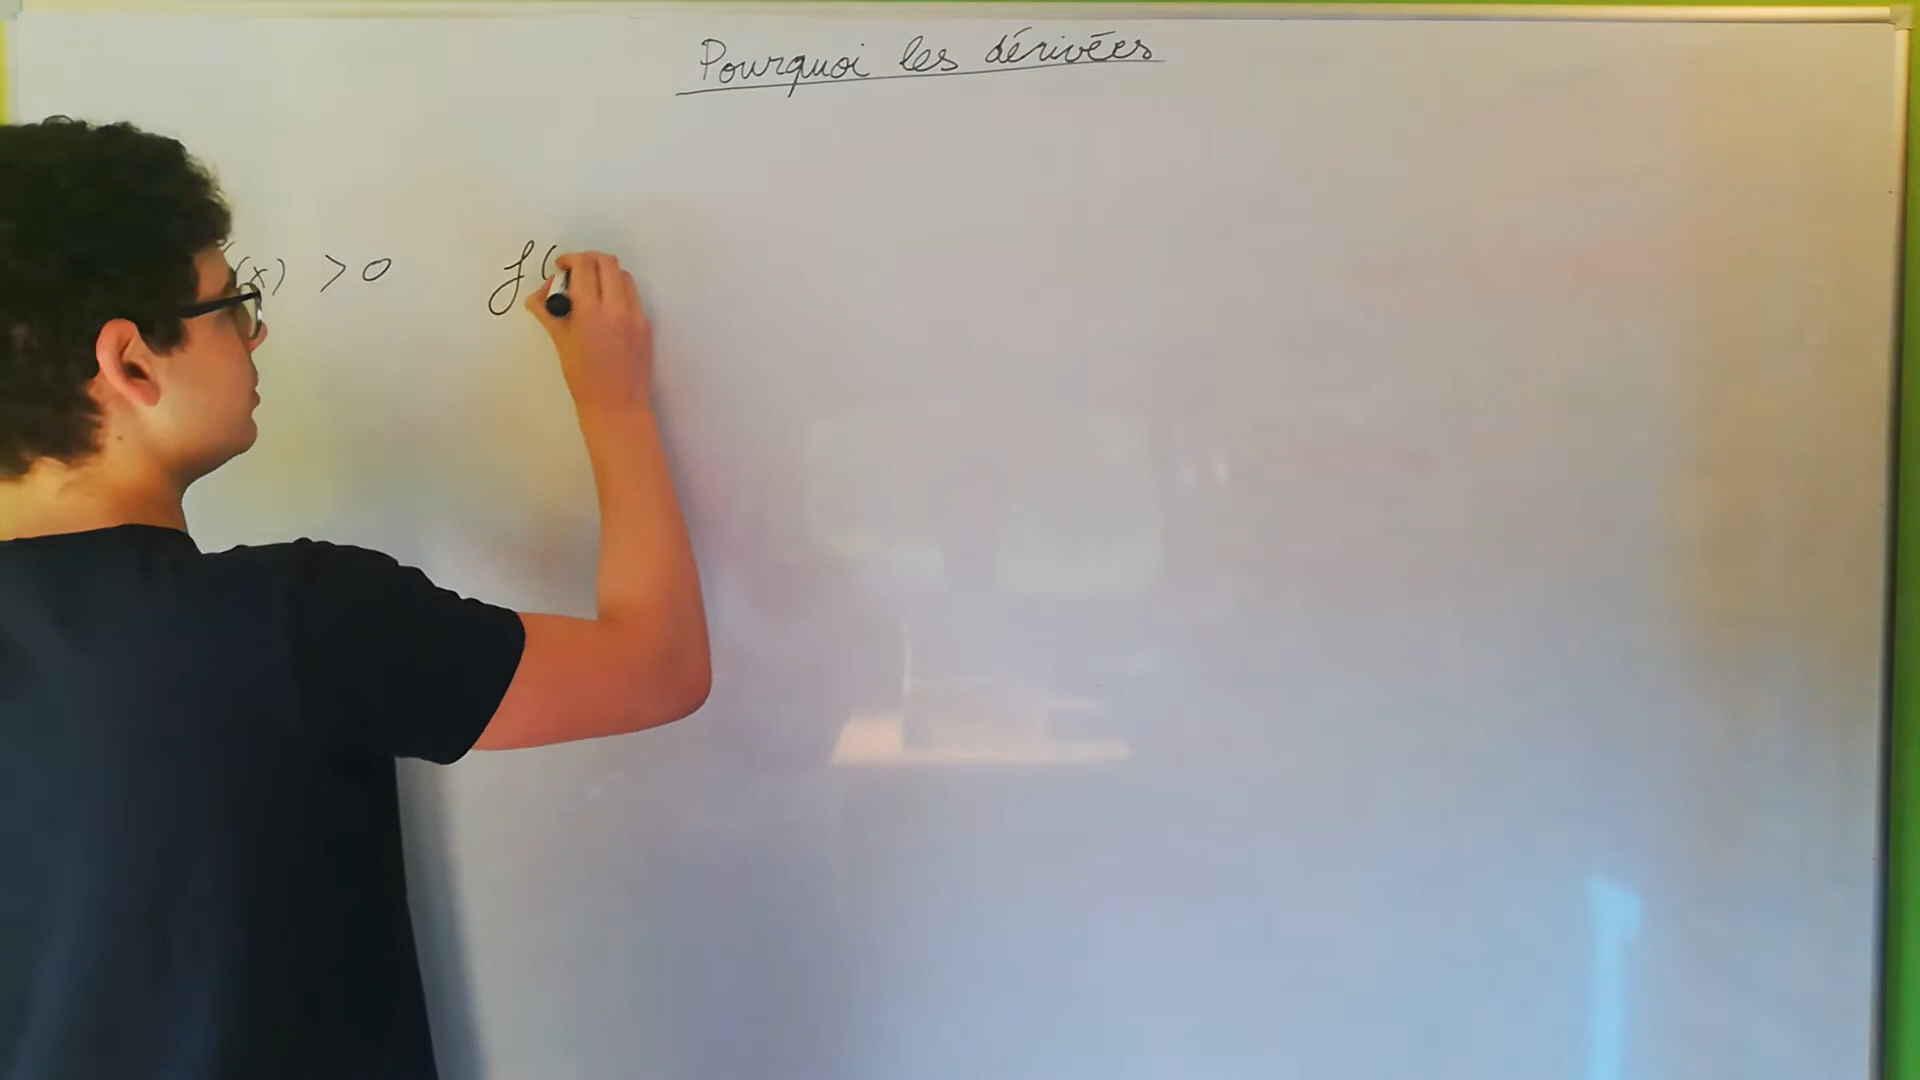 Pourquoi les dérivées
(x) > 0 f(